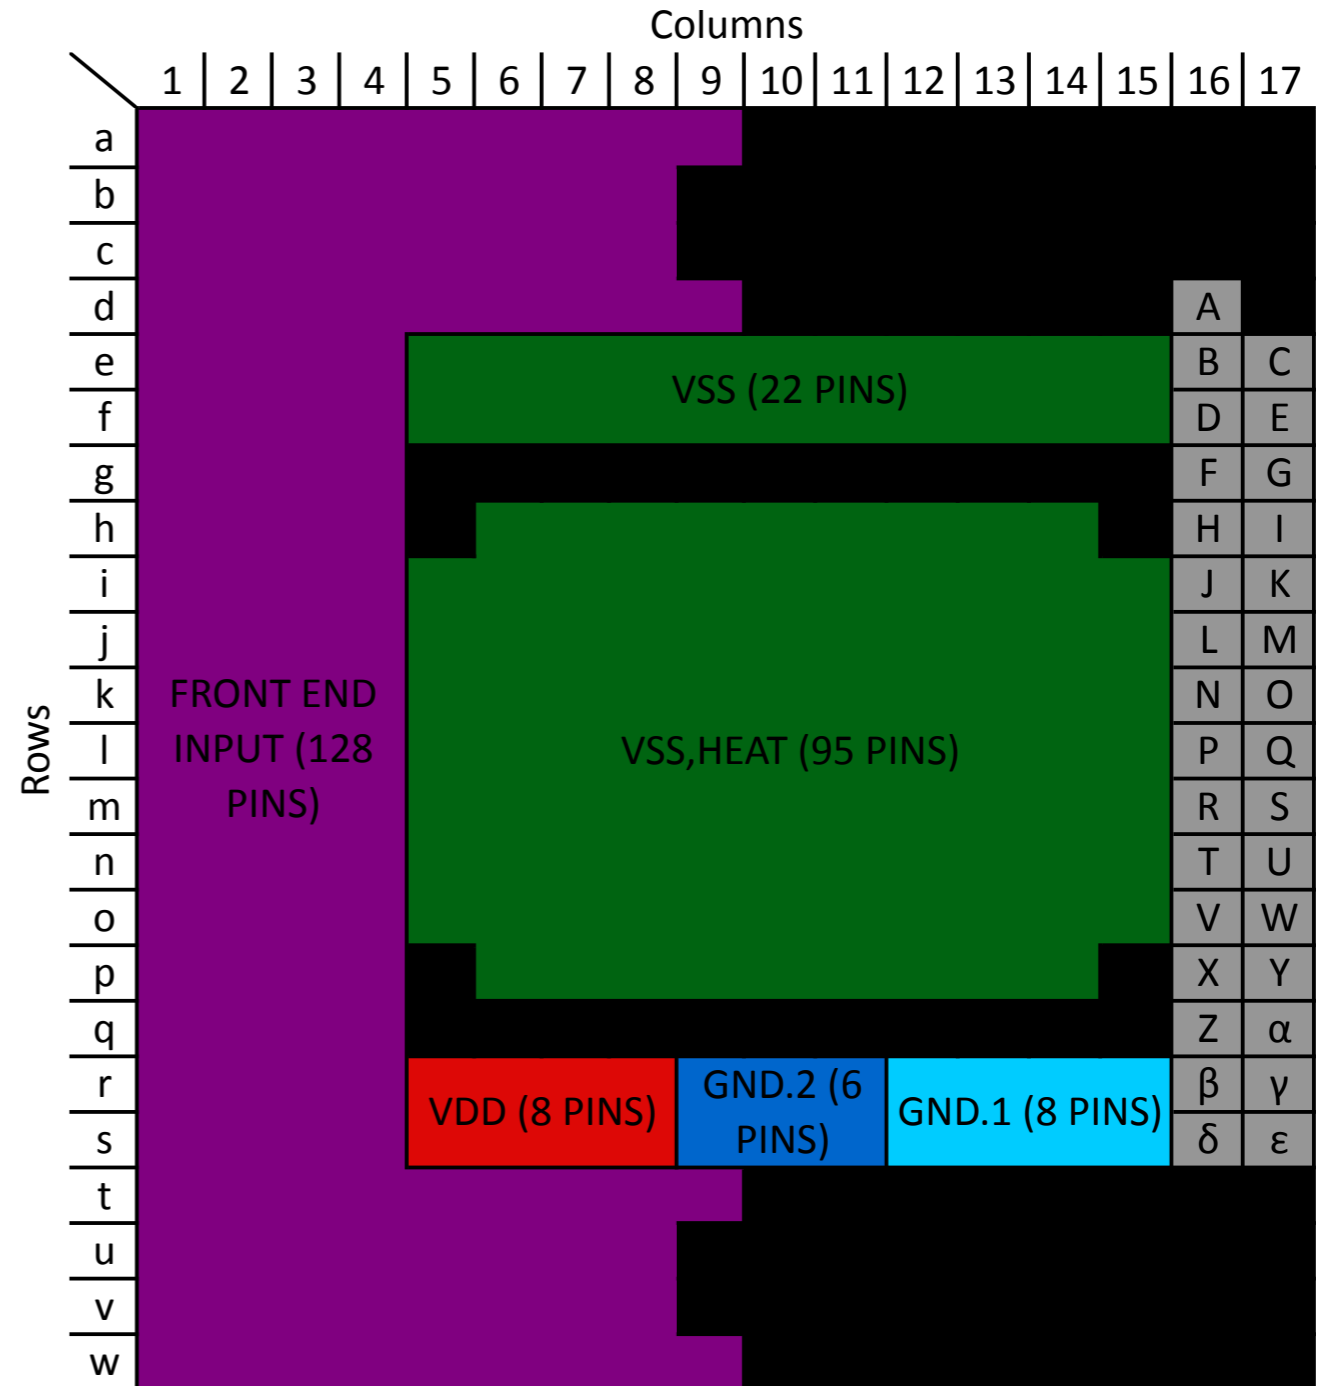 Columns
1 2 3 4 5 6 7 8 9 10 11 12 13 14 15 16 17
a
b
c
d A
e B C
VSS (22 PINS)
f D E
g F G
h H I
i J K
j L M
k N O
FRONT END
INPUT (128
PINS)
Rows
l P Q
VSS,HEAT (95 PINS)
m R S
n T U
o V W
p X Y
q Z α
r β γ
VDD (8 PINS)
GND.2 (6
PINS)
GND.1 (8 PINS)
s δ ε
t
u
v
w